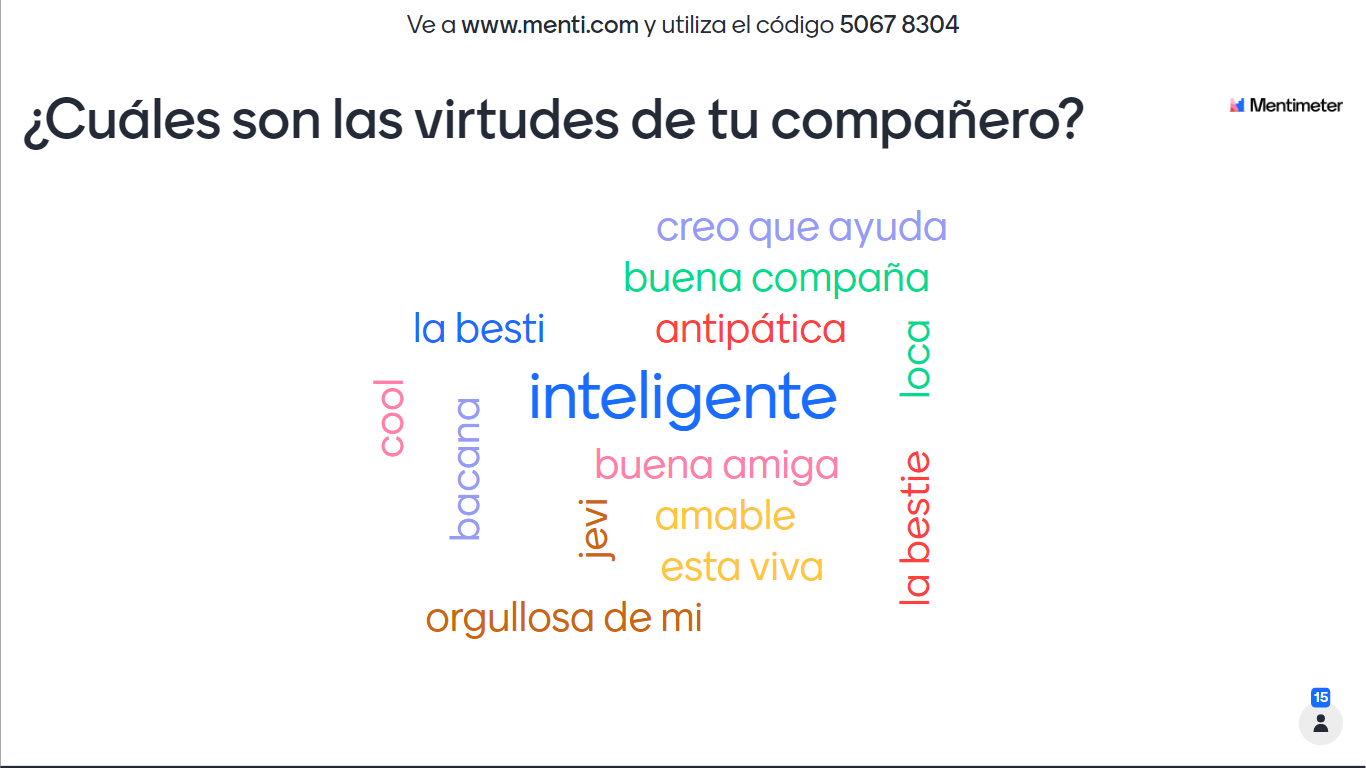 Ve a www.menti.com y utiliza el código 5067 8304
¿Cuáles son las virtudes de tu compañero?
Mentimeter
creo que ayuda
buena compaña
la besti
antipática
loca
cool
bacana
inteligente
buena amiga
la bestie
jevi
amable
esta viva
orgullosa de mi
15